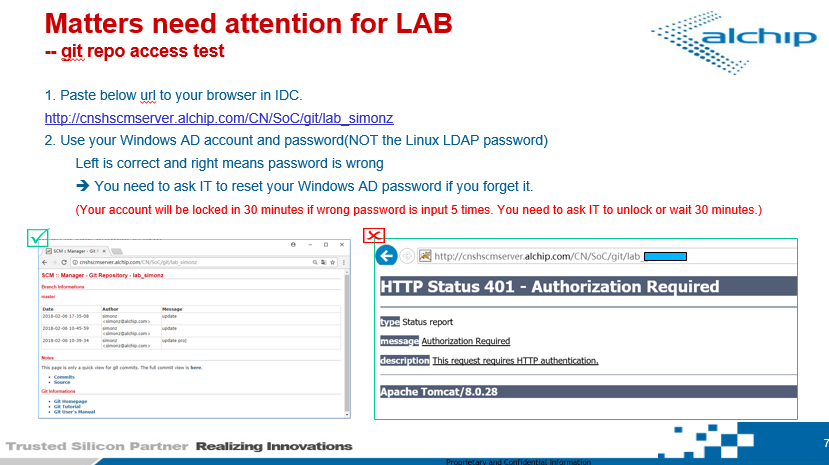 Matters need attention for LAB
-- git repo access test
alchip
1. Paste below url to your browser in IDC.
http://cnshscmserver.alchip.com/CN/SoC/git/lab_simonz
2. Use your Windows AD account and password(NOT the Linux LDAP password)
Left is correct and right means password is wrong
➔ You need to ask IT to reset your Windows AD password if you forget it.
(Your account will be locked in 30 minutes if wrong password is input 5 times. You need to ask IT to unlock or wait 30 minutes.)
SCM :: Manager - Git
cnshscmserver.alchip.com/CN/SoC/git/lab_simonz
SCM :: Manager - Git Repository - lab_simonz
Branch Informations
master
Date Author Message
2018-02-06 17-35-08 simonz <simonz@alchip.com> update
2018-02-06 10-45-59 simonz <simonz@alchip.com> update
2018-02-06 10-39-34 simonz <simonz@alchip.com> update proj
Notes
This page is only a quick view for git commits. The full commit view is here.
• Commits
• Source
Git Informations
• Git Homepage
• Git Tutorial
• Git User's Manual
http://cnshscmserver.alchip.com/CN/SoC/git/lab_
HTTP Status 401 - Authorization Required
type Status report
message Authorization Required
description This request requires HTTP authentication.
Apache Tomcat/8.0.28
Trusted Silicon Partner Realizing Innovations
Proprietary and Confidential Information
7